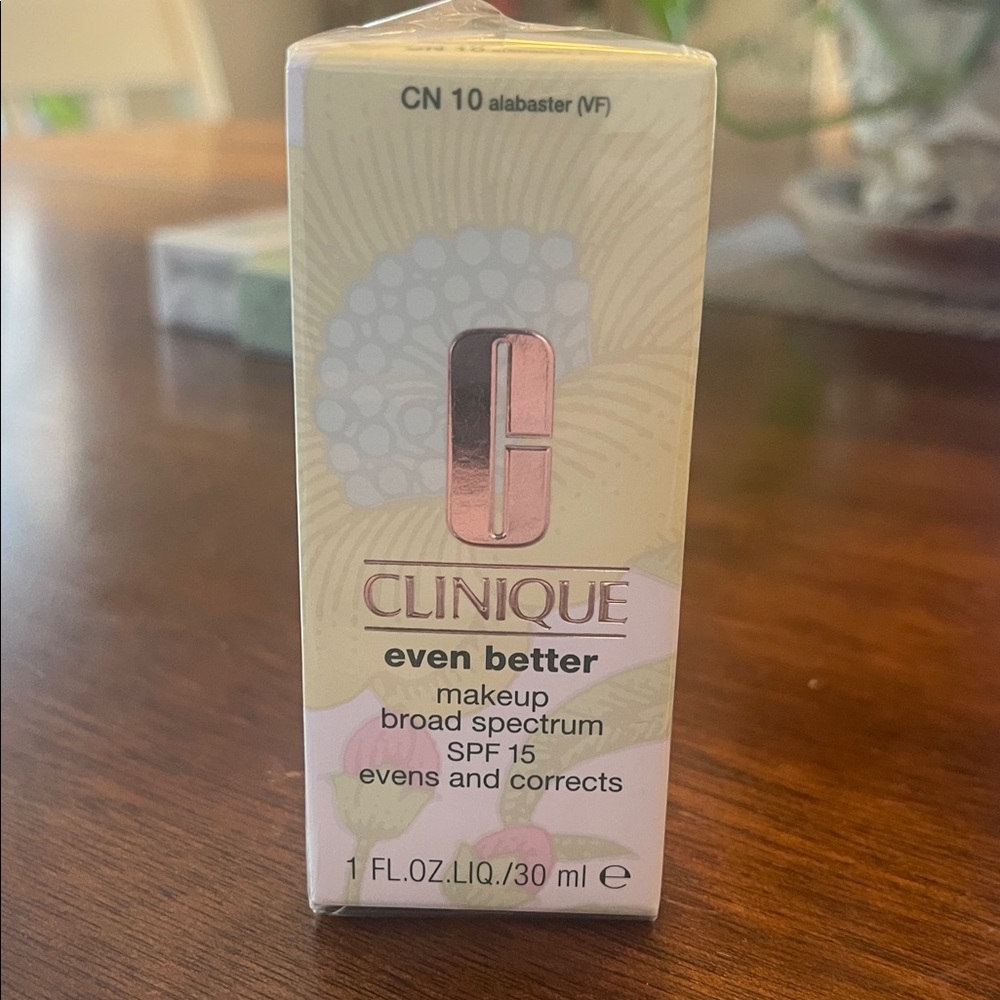 CN 10 alabaster (VF)
CLINIQUE
even better
makeup
broad spectrum
SPF 15
evens and corrects
1 FL.OZ.LIQ./30 ml ℮